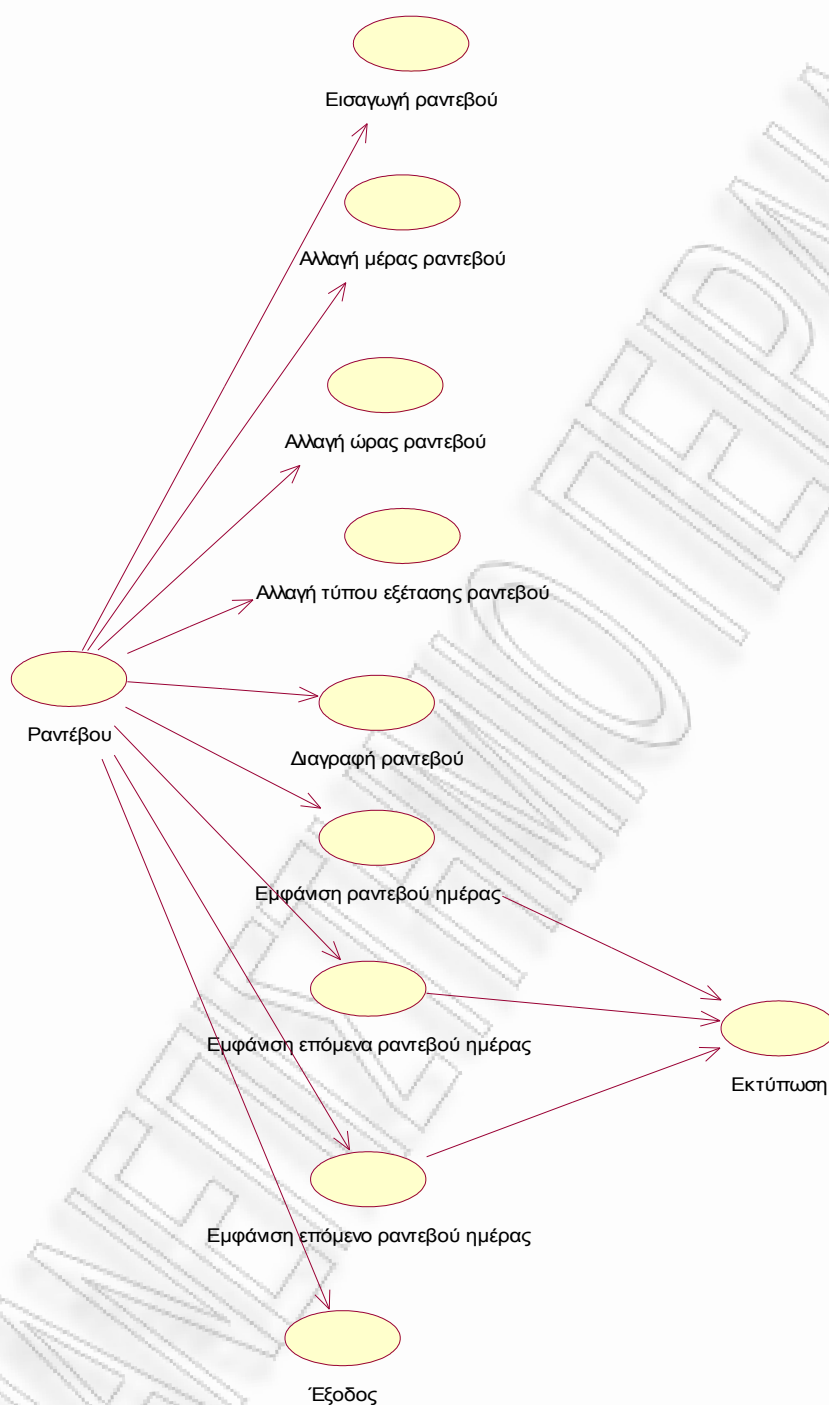 Εισαγωγή ραντεβού
Αλλαγή μέρας ραντεβού
Αλλαγή ώρας ραντεβού
Αλλαγή τύπου εξέτασης ραντεβού
Ραντέβου
Διαγραφή ραντεβού
Εμφάνιση ραντεβού ημέρας
Εμφάνιση επόμενα ραντεβού ημέρας
Εκτύπωση
Εμφάνιση επόμενο ραντεβού ημέρας
Έξοδος